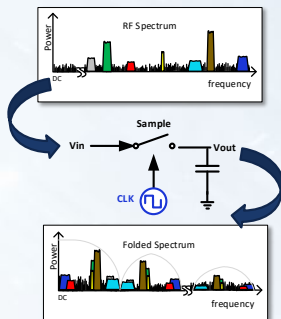 RF Spectrum
Power
DC
frequency
Sample
Vin
Vout
CLK
Folded Spectrum
Power
DC
frequency